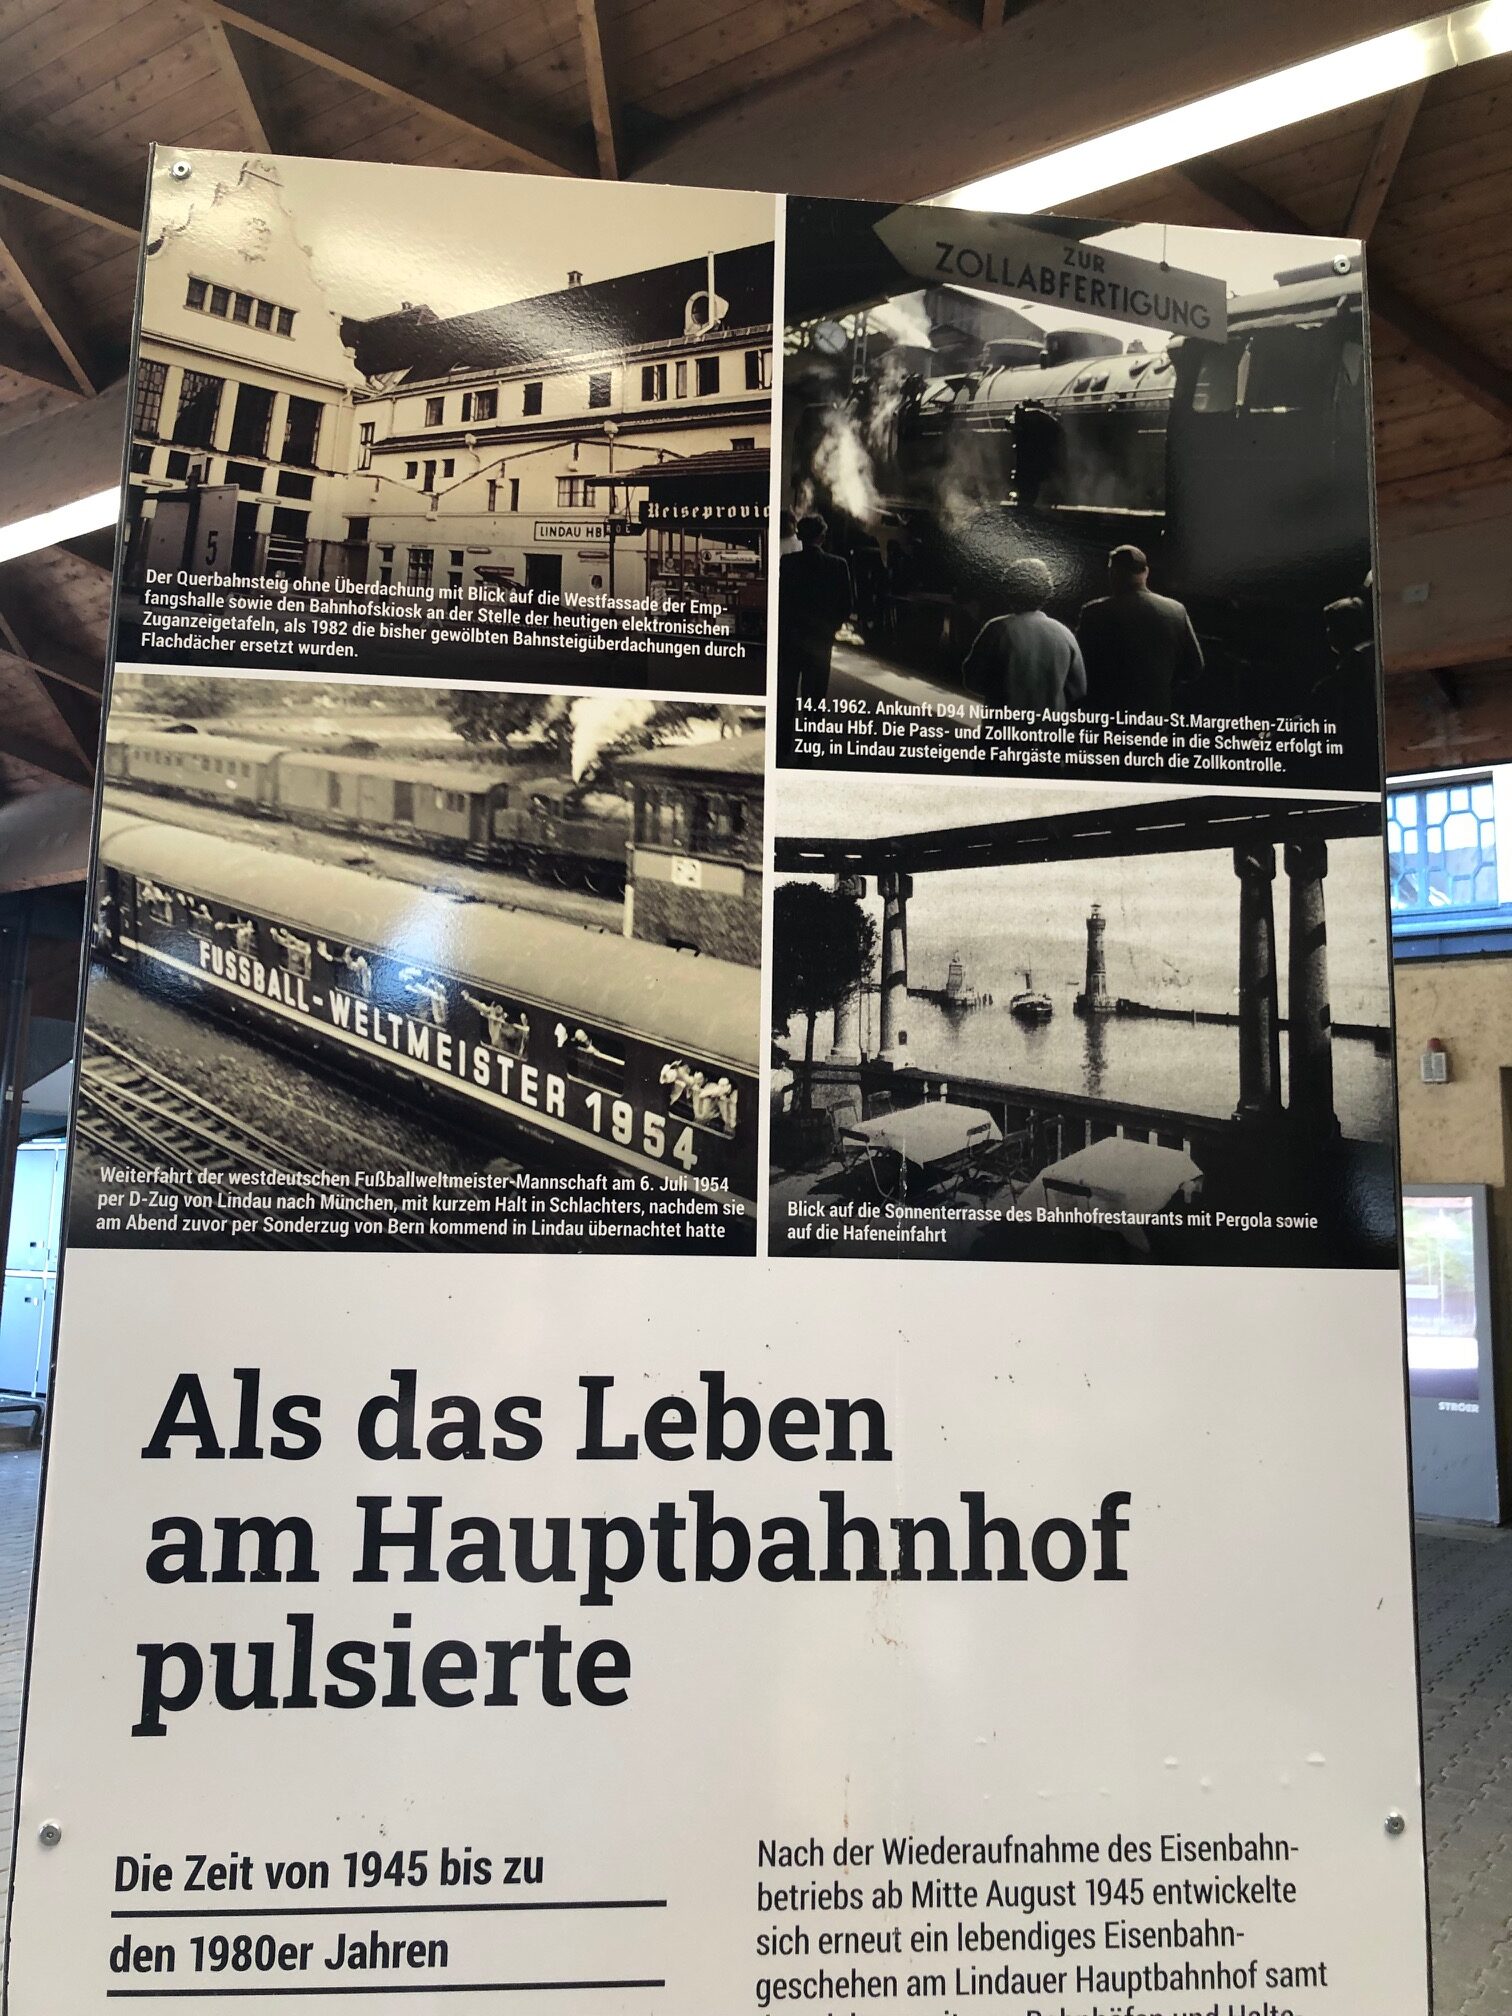 5
LINDAU HB
Reiseprovi
Der Querbahnsteig ohne Überdachung mit Blick auf die Westfassade der Emp-
fangshalle sowie den Bahnhofskiosk an der Stelle der heutigen elektronischen
Zuganzeigetafeln, als 1982 die bisher gewölbten Bahnsteigüberdachungen durch
Flachdächer ersetzt wurden.
ZUR
ZOLLABFERTIGUNG
14.4.1962. Ankunft D94 Nürnberg-Augsburg-Lindau-St.Margrethen-Zürich in
Lindau Hbf. Die Pass- und Zollkontrolle für Reisende in die Schweiz erfolgt im
Zug, in Lindau zusteigende Fahrgäste müssen durch die Zollkontrolle.
FUSSBALL-WELTMEISTER 1954
Weiterfahrt der westdeutschen Fußballweltmeister-Mannschaft am 6. Juli 1954
per D-Zug von Lindau nach München, mit kurzem Halt in Schlachters, nachdem sie
am Abend zuvor per Sonderzug von Bern kommend in Lindau übernachtet hatte
Blick auf die Sonnenterrasse des Bahnhofrestaurants mit Pergola sowie
auf die Hafeneinfahrt
STRÖER
Als das Leben
am Hauptbahnhof
pulsierte
Die Zeit von 1945 bis zu
den 1980er Jahren
Nach der Wiederaufnahme des Eisenbahn-
betriebs ab Mitte August 1945 entwickelte
sich erneut ein lebendiges Eisenbahn-
geschehen am Lindauer Hauptbahnhof samt